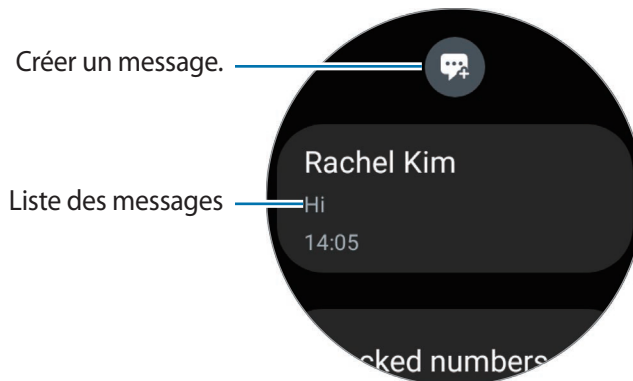 Créer un message.
Rachel Kim
Liste des messages
Hi
14:05
cked numbers